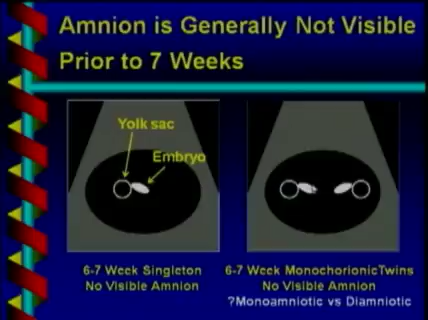 Amnion is Generally Not Visible
Prior to 7 Weeks
Yolk sac
Embryo
6-7 Week Singleton
No Visible Amnion
6-7 Week MonochorionicTwins
No Visible Amnion
?Monoamniotic vs Diamniotic